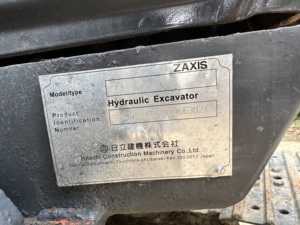 ZAXIS
Model/type
Hydraulic Excavator
Product
Identification
Number
日立建機株式会社
Hitachi Construction Machinery Co., Ltd.